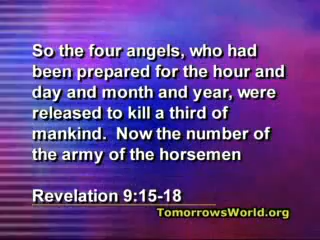 So the four angels, who had
been prepared for the hour and
day and month and year, were
released to kill a third of
mankind.  Now the number of
the army of the horsemen
Revelation 9:15-18
TomorrowsWorld.org